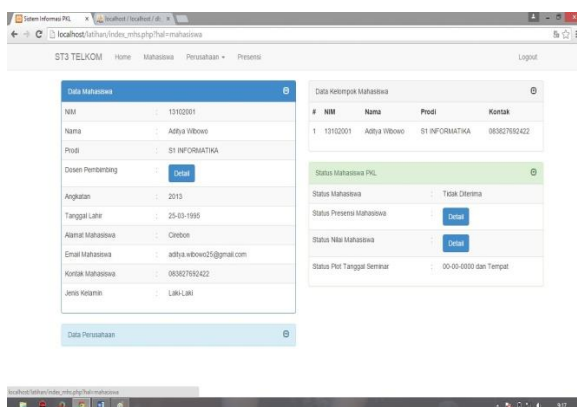 Sistem Informasi PKL
localhost / localhost / db
localhost/latihan/index_mhs.php?hal=mahasiswa
ST3 TELKOM Home Mahasiswa Perusahaan Presensi Logout
Data Mahasiswa
NIM : 13102001
Nama : Aditya Wibowo
Prodi : S1 INFORMATIKA
Dosen Pembimbing : Detail
Angkatan : 2013
Tanggal Lahir : 25-03-1995
Alamat Mahasiswa : Cirebon
Email Mahasiswa : aditya.wibowo25@gmail.com
Kontak Mahasiswa : 083827692422
Jenis Kelamin : Laki-Laki
Data Perusahaan
Data Kelompok Mahasiswa
# NIM Nama Prodi Kontak
1 13102001 Aditya Wibowo S1 INFORMATIKA 083827692422
Status Mahasiswa PKL
Status Mahasiswa : Tidak Diterima
Status Presensi Mahasiswa : Detail
Status Nilai Mahasiswa : Detail
Status Plot Tanggal Seminar : 00-00-0000 dan Tempat
localhost/latihan/index_mhs.php?hal=mahasiswa